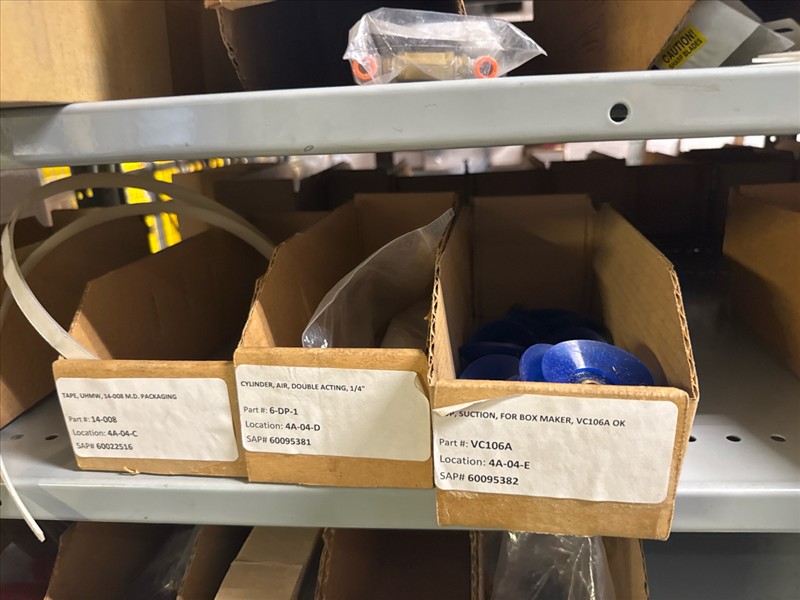 CAUTION!
TAPE, UHMW, 14-008 M.D. PACKAGING
Part #: 14-008
Location: 4A-04-C
SAP# 60022516
CYLINDER, AIR, DOUBLE ACTING, 1/4"
Part #: 6-DP-1
Location: 4A-04-D
SAP# 60095381
SUCTION, FOR BOX MAKER, VC106A OK
Part #: VC106A
Location: 4A-04-E
SAP# 60095382